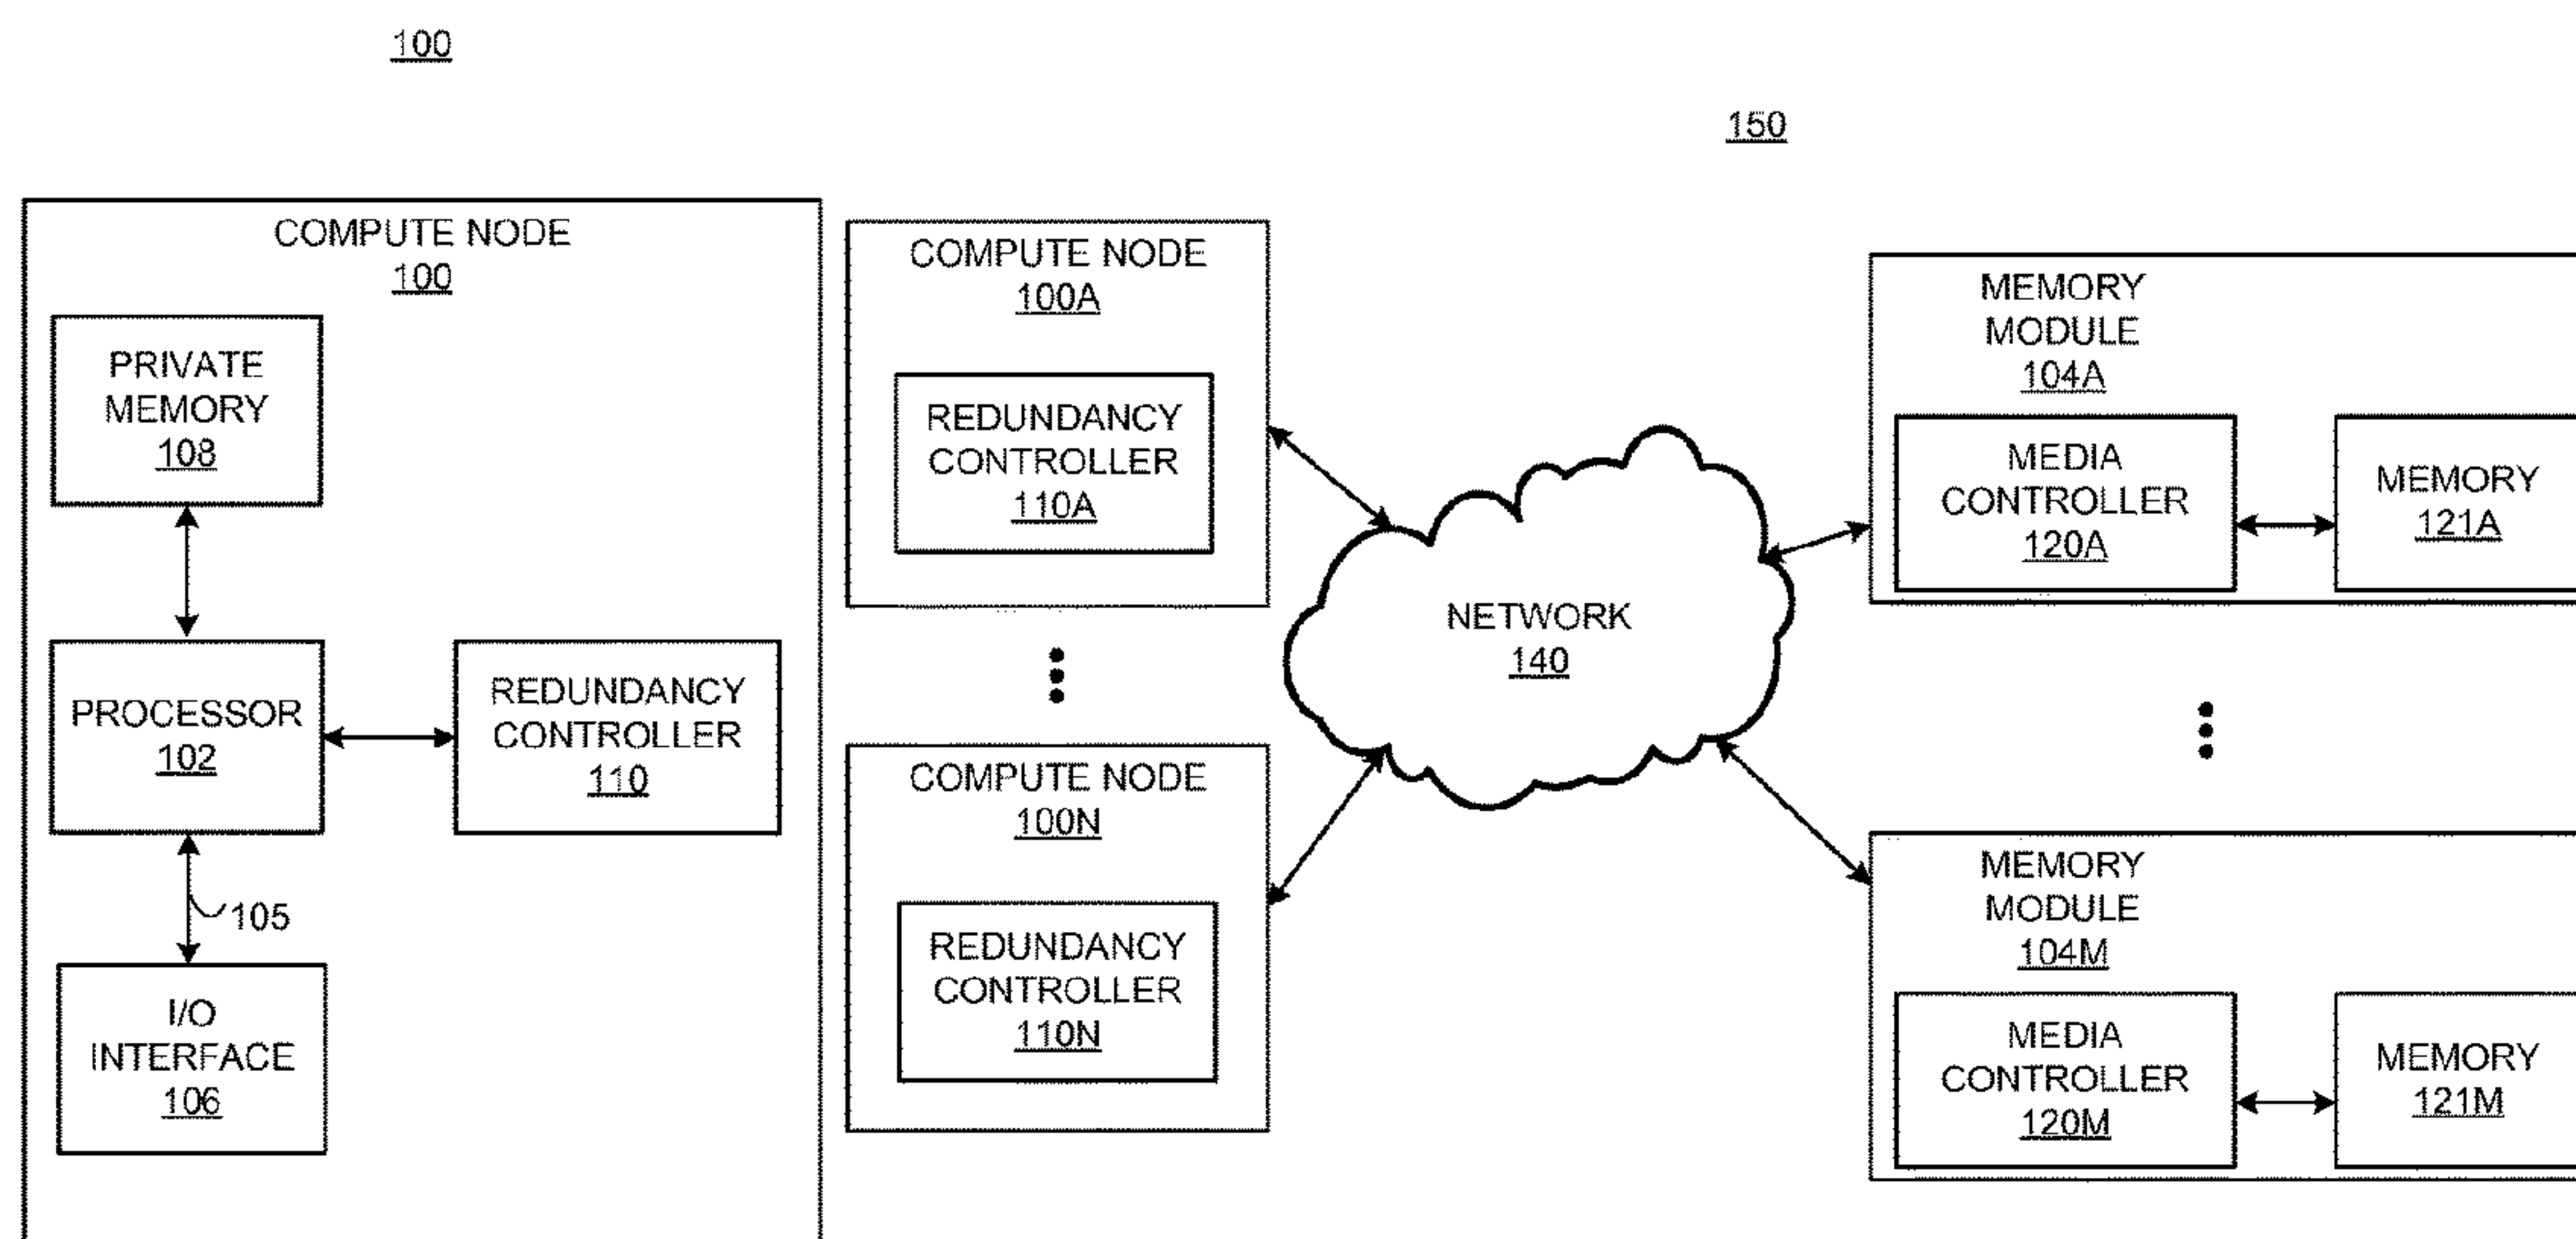 100
150
COMPUTE NODE
100
PRIVATE
MEMORY
108
PROCESSOR
102
REDUNDANCY
CONTROLLER
110
105
I/O
INTERFACE
106
COMPUTE NODE
100A
REDUNDANCY
CONTROLLER
110A
COMPUTE NODE
100N
REDUNDANCY
CONTROLLER
110N
NETWORK
140
MEMORY
MODULE
104A
MEDIA
CONTROLLER
120A
MEMORY
121A
MEMORY
MODULE
104M
MEDIA
CONTROLLER
120M
MEMORY
121M